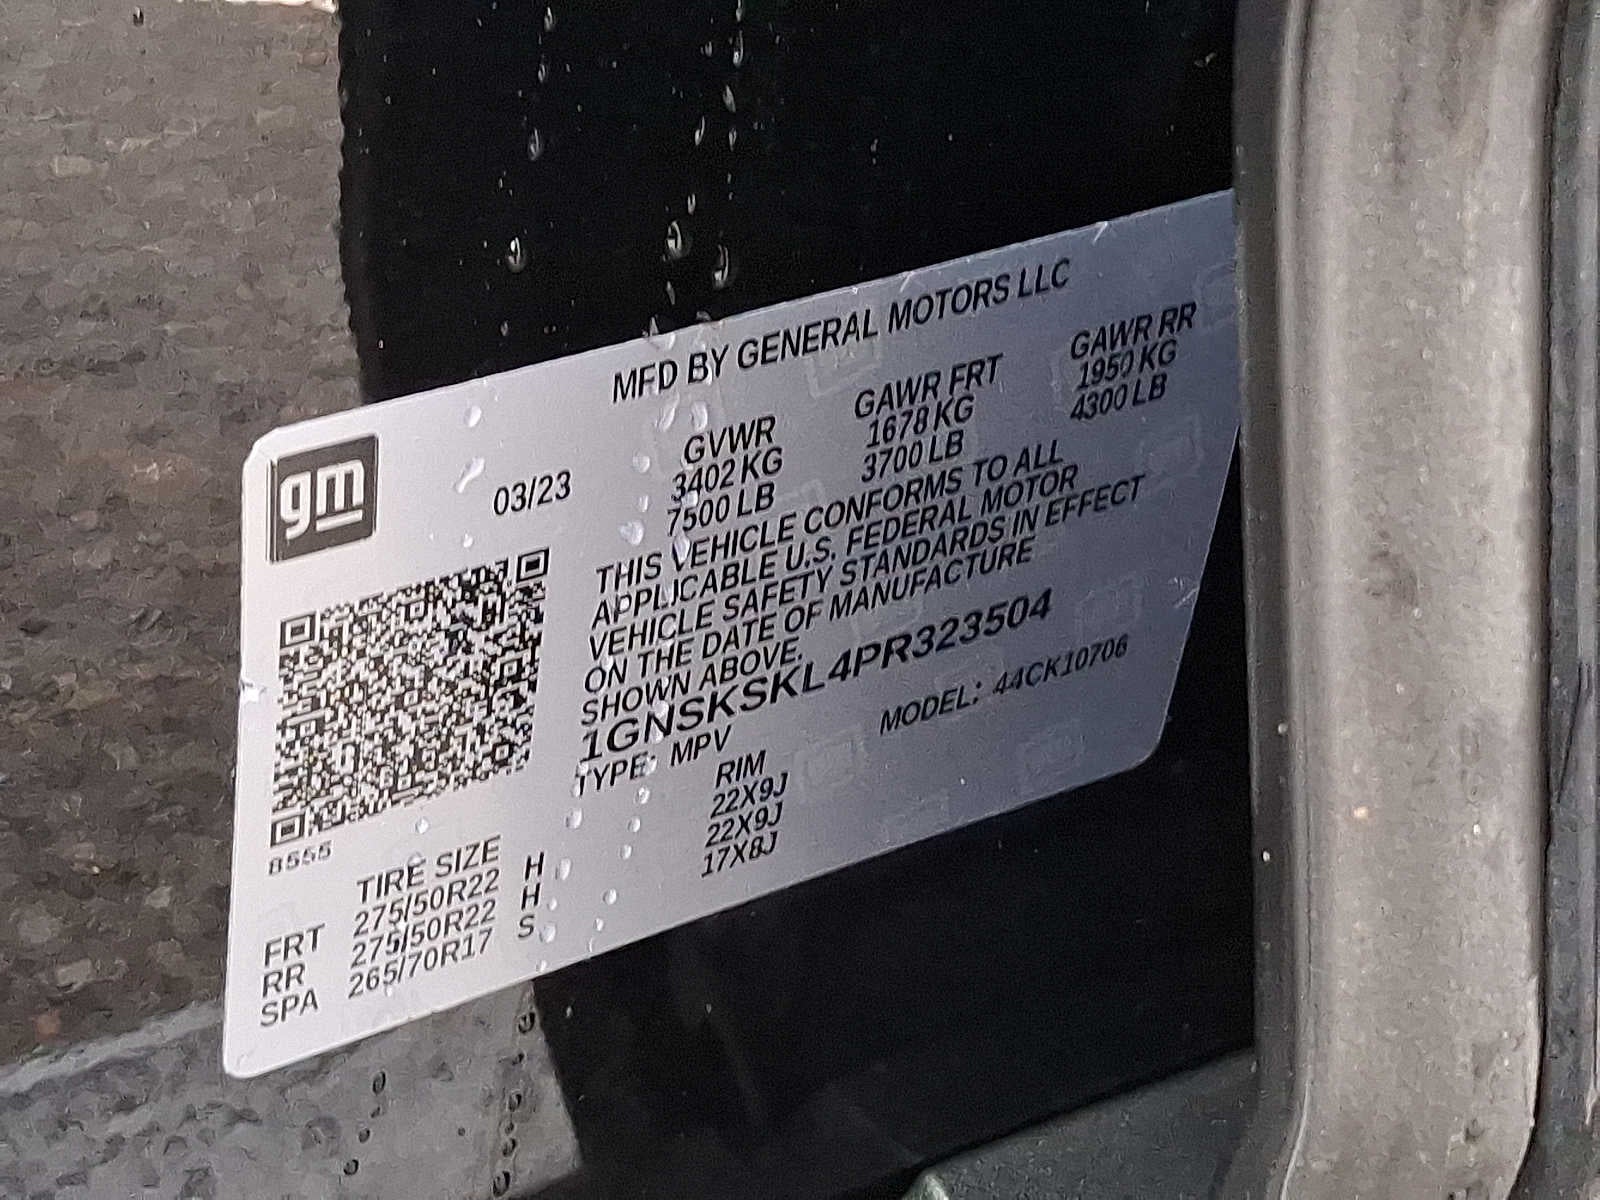 MFD BY GENERAL MOTORS LLC
gm
03/23
GVWR GAWR FRT GAWR RR
3402 KG 1678 KG 1950 KG
7500 LB 3700 LB 4300 LB
THIS VEHICLE CONFORMS TO ALL
APPLICABLE U.S. FEDERAL MOTOR
VEHICLE SAFETY STANDARDS IN EFFECT
ON THE DATE OF MANUFACTURE
SHOWN ABOVE.
1GNSKSKL4PR323504
TYPE: MPV MODEL: 44CK10706
8555
TIRE SIZE RIM
FRT 275/50R22 H 22X9J
RR 275/50R22 H 22X9J
SPA 265/70R17 S 17X8J